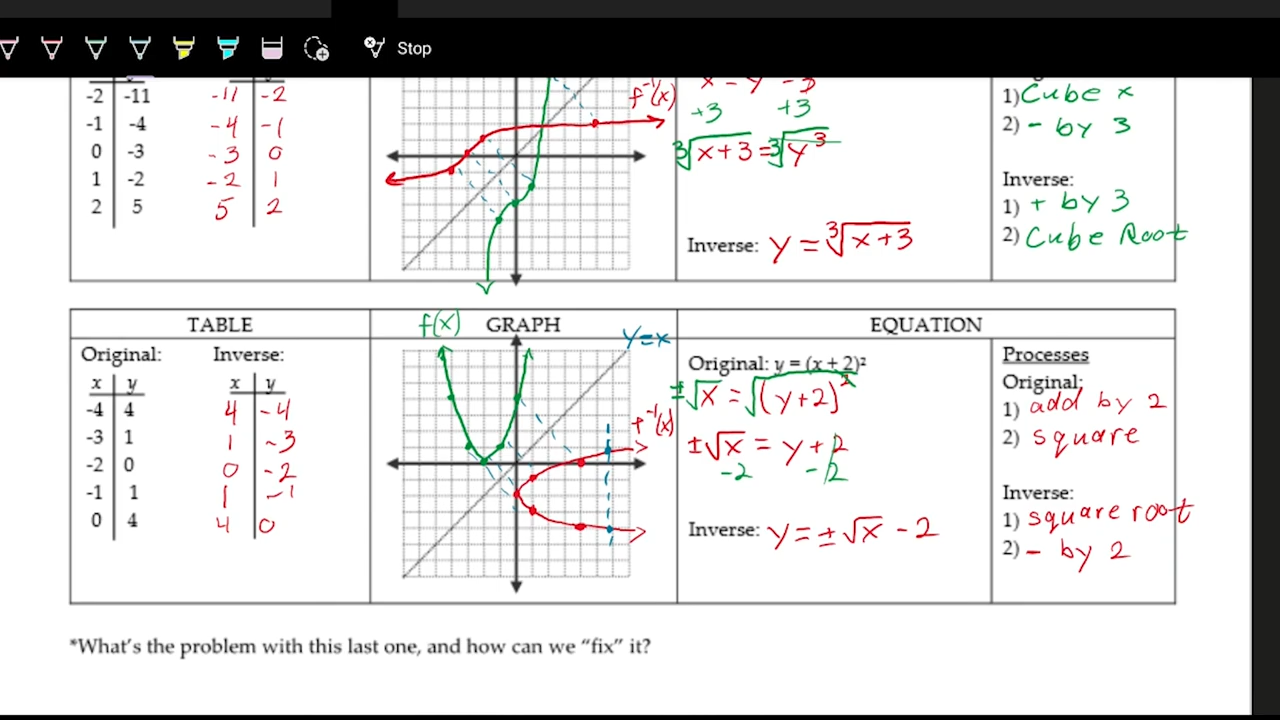 Stop
-2 -11 -11 -2
-1 -4 -4 -1
0 -3 -3 0
1 -2 -2 1
2 5 5 2
f⁻¹(x)
+3 +3
∛x+3 = ∛y³
Inverse: y = ∛x+3
1) Cube x
2) - by 3
Inverse:
1) + by 3
2) Cube Root
TABLE
Original: Inverse:
x y x y
-4 4 4 -4
-3 1 1 -3
-2 0 0 -2
-1 1 1 -1
0 4 4 0
f(x) GRAPH
y=x
f⁻¹(x)
EQUATION
Original: y = (x + 2)²
±√x = √(y+2)²
±√x = y + 2
-2 -2
Inverse: y = ±√x - 2
Processes
Original:
1) add by 2
2) square
Inverse:
1) square root
2) - by 2
*What's the problem with this last one, and how can we "fix" it?